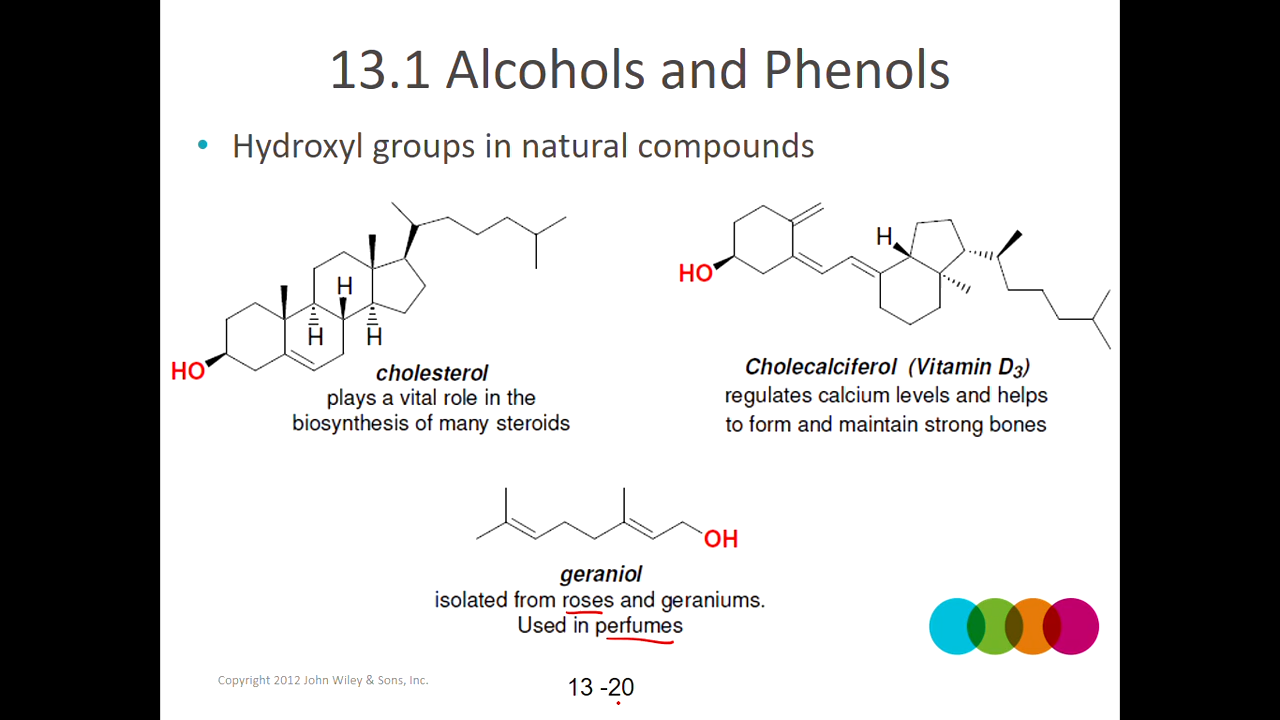 13.1 Alcohols and Phenols
• Hydroxyl groups in natural compounds
H
H
H
HO
cholesterol
plays a vital role in the
biosynthesis of many steroids
H
HO
Cholecalciferol (Vitamin D3)
regulates calcium levels and helps
to form and maintain strong bones
OH
geraniol
isolated from roses and geraniums.
Used in perfumes
Copyright 2012 John Wiley & Sons, Inc.
13 -20